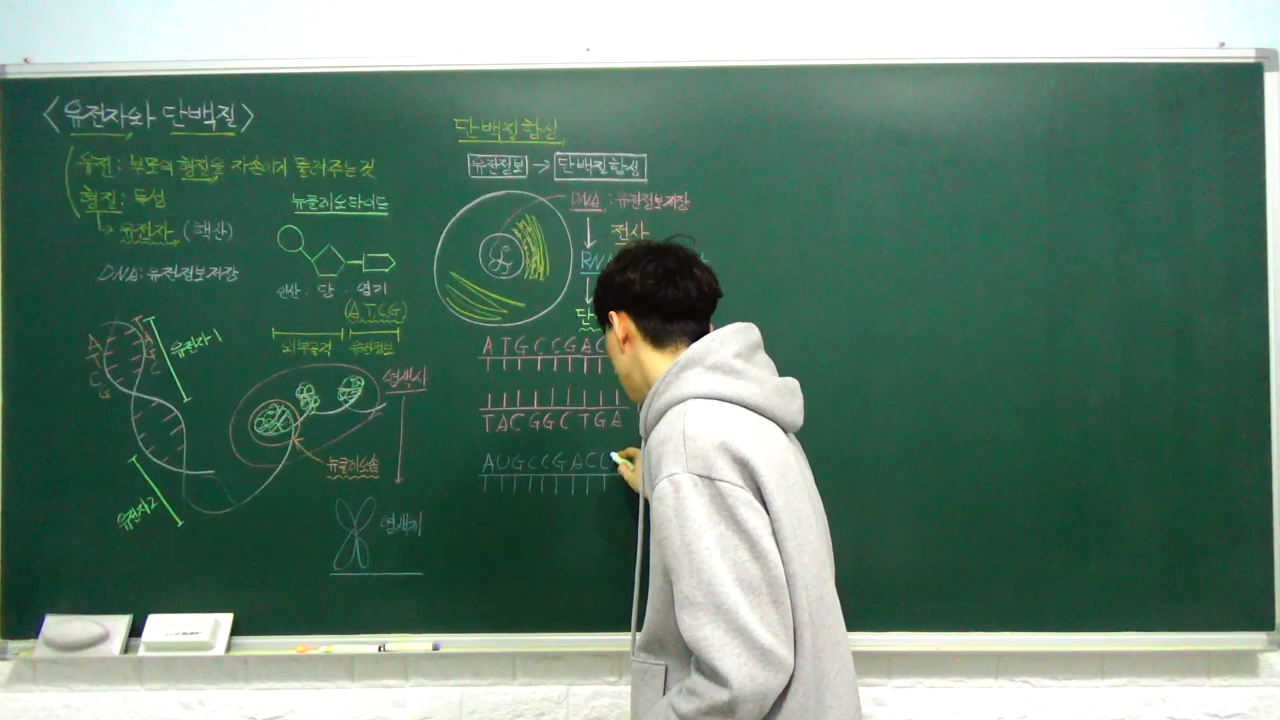 <유전자와 단백질>
유전 : 부모의 형질을 자손에게 물려주는 것
형질 : 특성
유전자 (핵산)
DNA : 유전정보저장
뉴클레오타이드
인산 · 당 · 염기
(A,T,C,G)
외부골격 유전정보
A
T
C
G
유전자1
유전자2
염색사
뉴클레오솜
염색체
단백질합성
유전정보 → 단백질합성
DNA : 유전정보저장
전사
RN
단
ATGCCGAC
TACGGCTGA
AUGCCGACU